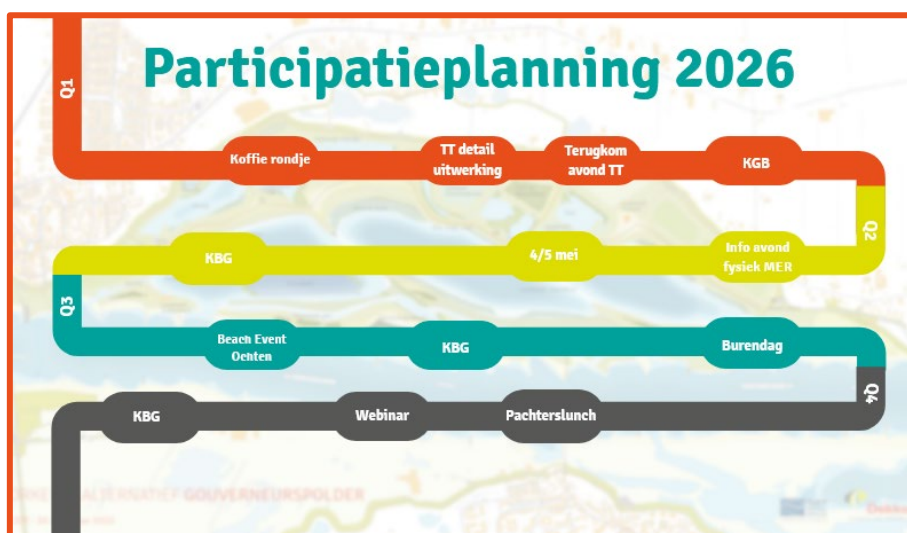 Participatieplanning 2026
Q1
Koffie rondje
TT detail
uitwerking
Terugkom
avond TT
KGB
Q2
Info avond
fysiek MER
4/5 mei
KBG
Q3
Beach Event
Ochten
KBG
Burendag
Q4
Pachterslunch
Webinar
KBG
ALTERNATIEF GOUVERNEURSPOLDER